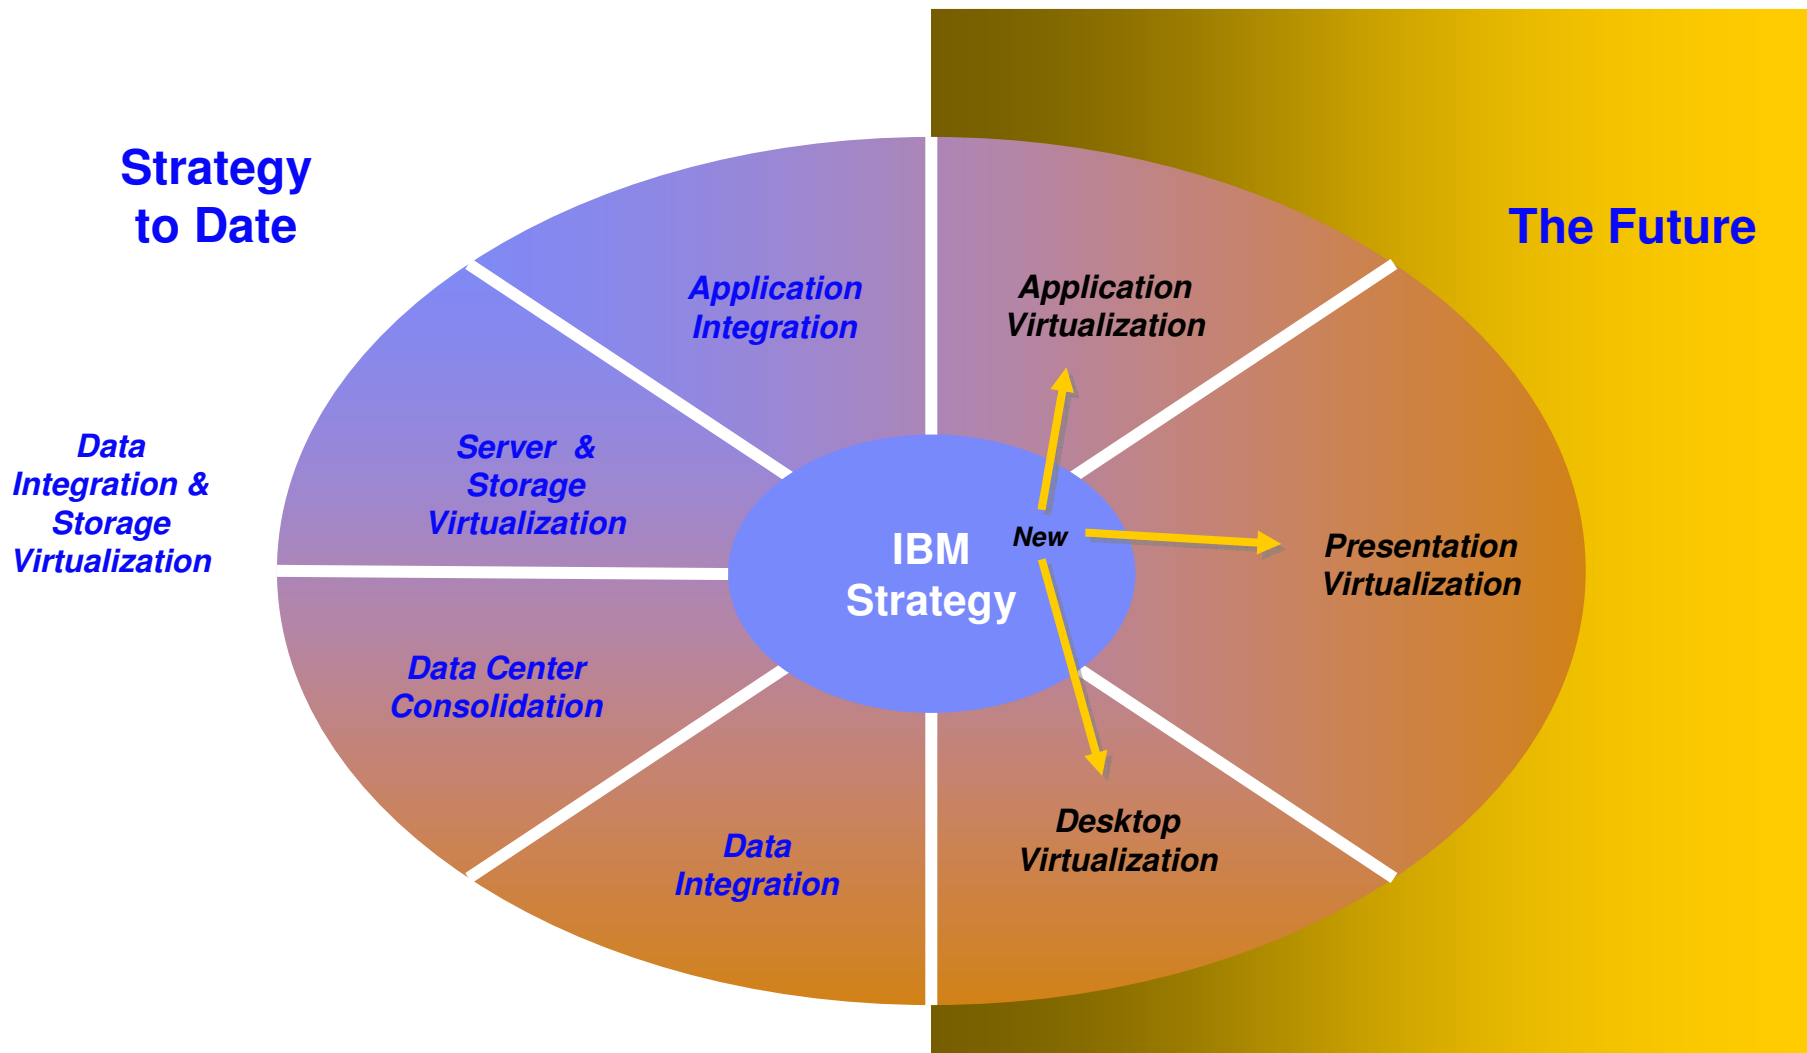 Strategy
to Date
The Future
Application
Integration
Application
Virtualization
Data
Integration &
Storage
Virtualization
Server &
Storage
Virtualization
IBM
Strategy
New
Presentation
Virtualization
Data Center
Consolidation
Data
Integration
Desktop
Virtualization